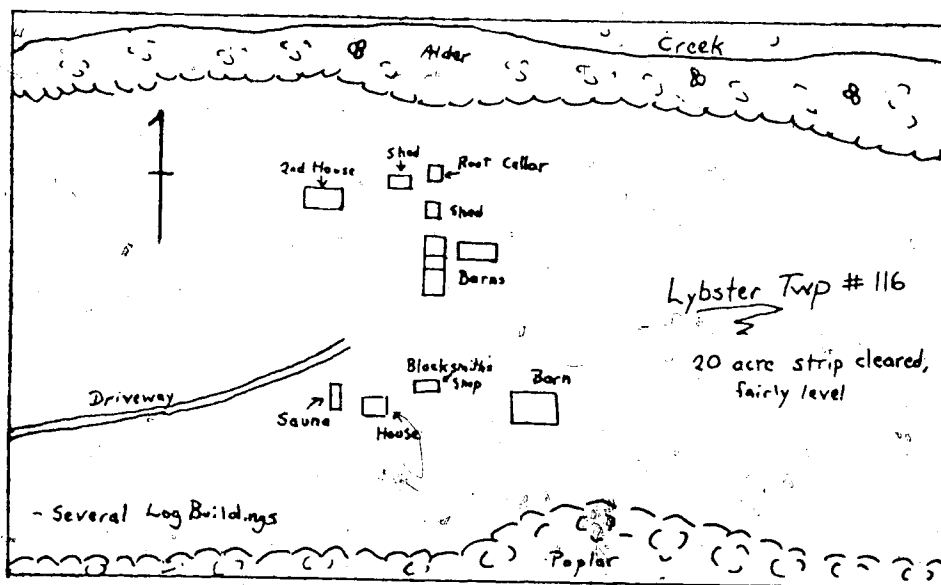 Creek
Alder
Shed
Root Cellar
2nd House
Shed
Barns
Lybster Twp # 116
20 acre strip cleared,
fairly level
Blacksmiths
Shop
Barn
Driveway
Sauna
House
- Several Log Buildings
Poplar